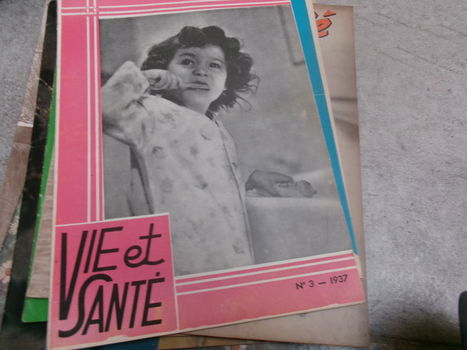 VIE et
SANTÉ
N° 3 — 1937
é